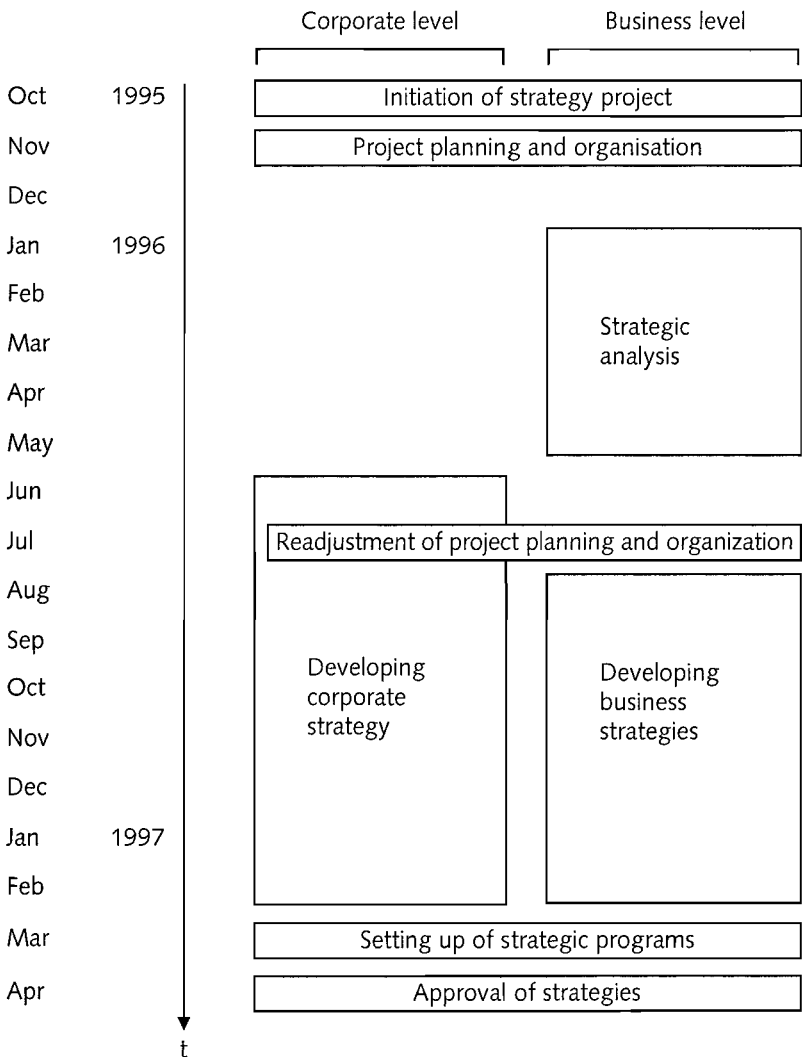 Corporate level Business level
Oct 1995 Initiation of strategy project
Nov Project planning and organisation
Dec
Jan 1996
Feb
Mar Strategic
analysis
Apr
May
Jun
Jul Readjustment of project planning and organization
Aug
Sep
Developing Developing
Oct corporate business
strategy strategies
Nov
Dec
Jan 1997
Feb
Mar Setting up of strategic programs
Apr Approval of strategies
t